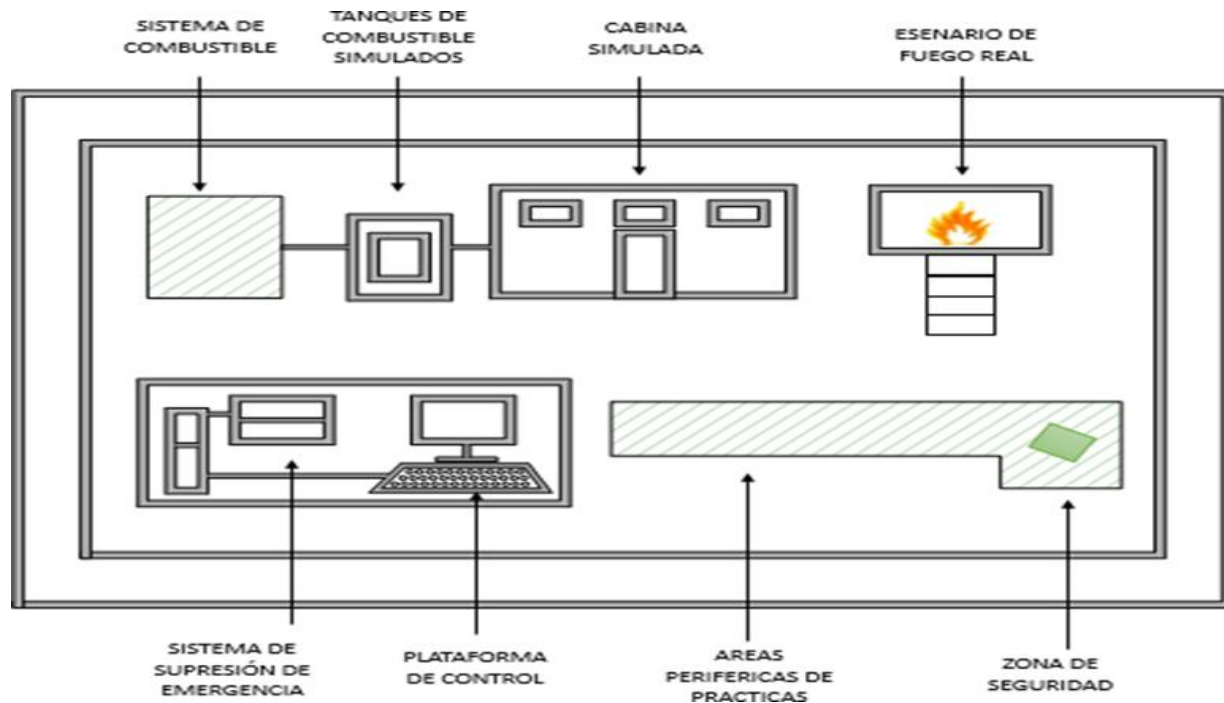 SISTEMA DE
COMBUSTIBLE
TANQUES DE
COMBUSTIBLE
SIMULADOS
CABINA
SIMULADA
ESENARIO DE
FUEGO REAL
SISTEMA DE
SUPRESIÓN DE
EMERGENCIA
PLATAFORMA
DE CONTROL
AREAS
PERIFERICAS DE
PRACTICAS
ZONA DE
SEGURIDAD